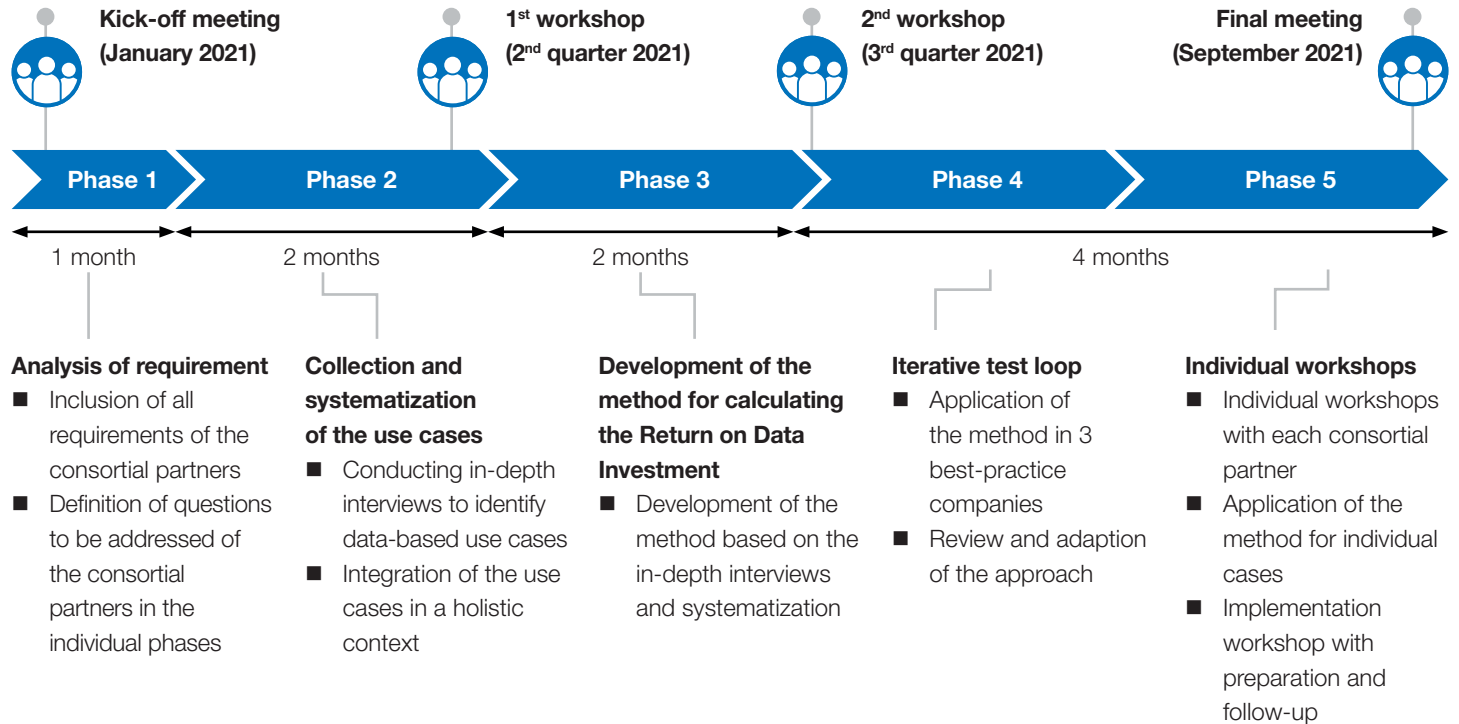 Kick-off meeting
(January 2021)
1st workshop
(2nd quarter 2021)
2nd workshop
(3rd quarter 2021)
Final meeting
(September 2021)
Phase 1
Phase 2
Phase 3
Phase 4
Phase 5
1 month
2 months
2 months
4 months
Analysis of requirement
■ Inclusion of all
requirements of the
consortial partners
■ Definition of questions
to be addressed of
the consortial
partners in the
individual phases
Collection and
systematization
of the use cases
■ Conducting in-depth
interviews to identify
data-based use cases
■ Integration of the use
cases in a holistic
context
Development of the
method for calculating
the Return on Data
Investment
■ Development of the
method based on the
in-depth interviews
and systematization
Iterative test loop
■ Application of
the method in 3
best-practice
companies
■ Review and adaption
of the approach
Individual workshops
■ Individual workshops
with each consortial
partner
■ Application of the
method for individual
cases
■ Implementation
workshop with
preparation and
follow-up